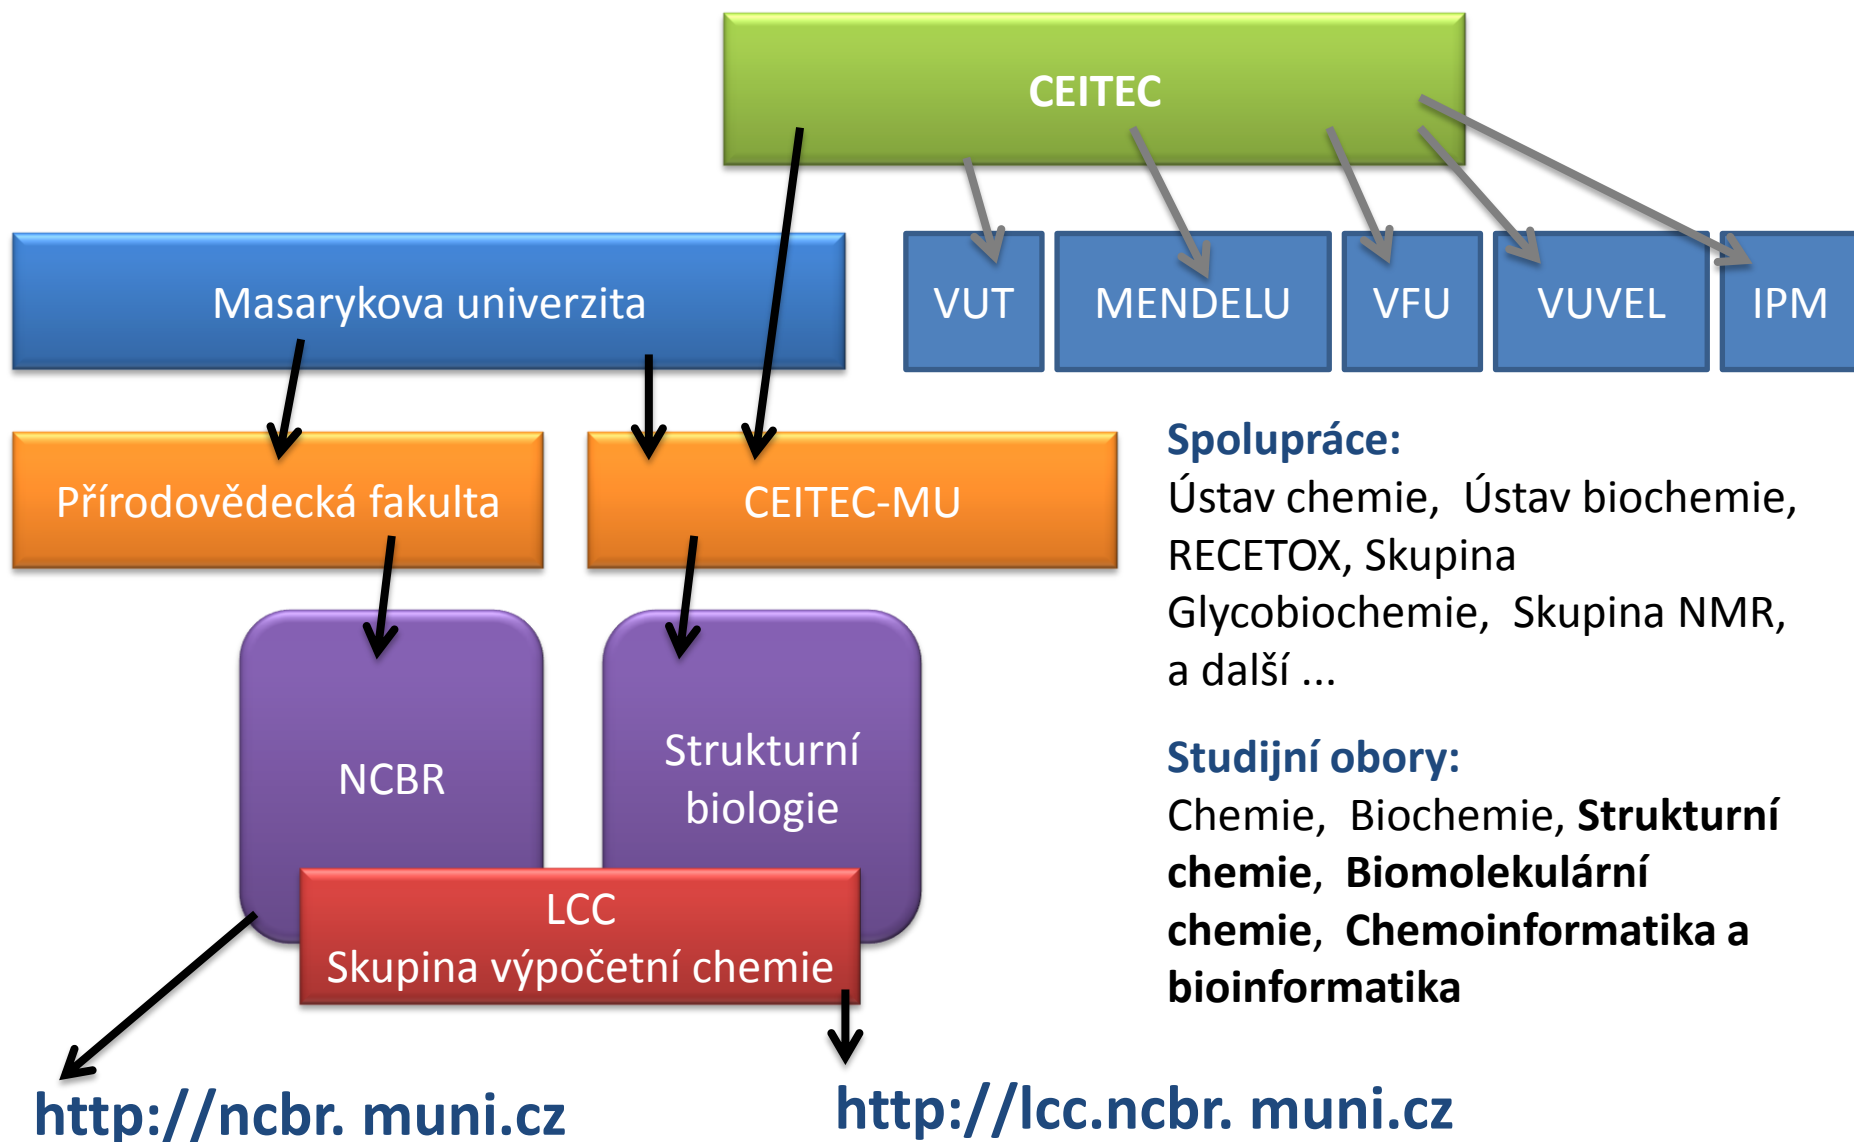 CEITEC
Masarykova univerzita
VUT
MENDELU
VFU
VUVEL
IPM
Přírodovědecká fakulta
CEITEC-MU
Spolupráce:
Ústav chemie, Ústav biochemie,
RECETOX, Skupina
Glycobiochemie, Skupina NMR,
a další ...
NCBR
Strukturní
biologie
Studijní obory:
Chemie, Biochemie, Strukturní
chemie, Biomolekulární
chemie, Chemoinformatika a
bioinformatika
LCC
Skupina výpočetní chemie
http://ncbr. muni.cz
http://lcc.ncbr. muni.cz